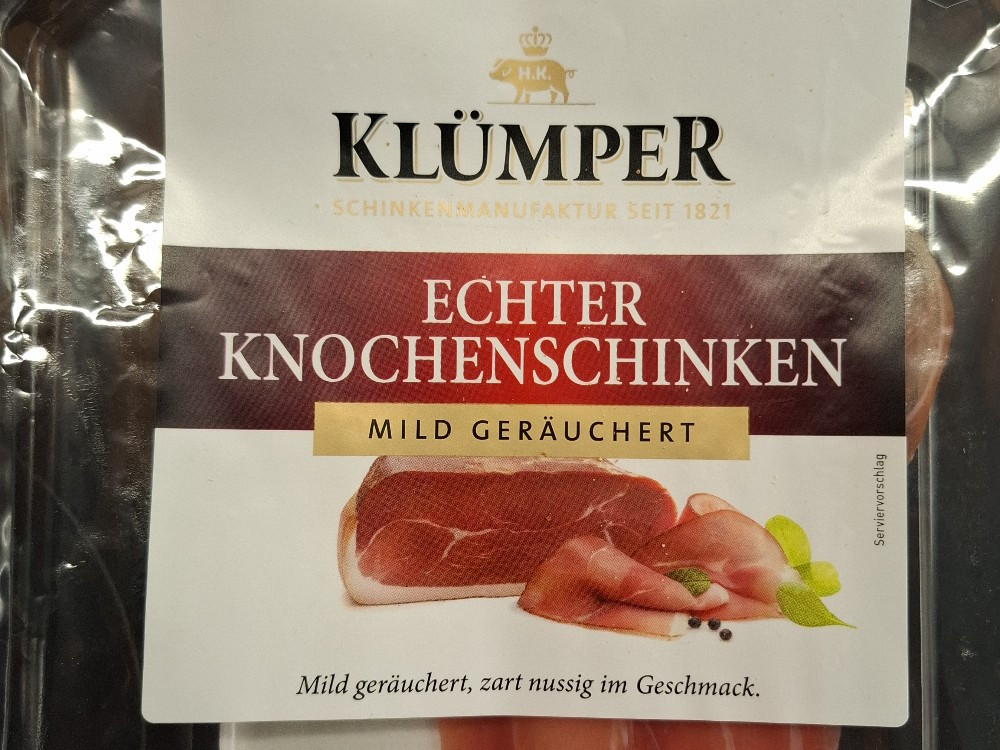 H.K.
KLÜMPER
SCHINKENMANUFAKTUR SEIT 1821
ECHTER
KNOCHENSCHINKEN
MILD GERÄUCHERT
Serviervorschlag
Mild geräuchert, zart nussig im Geschmack.